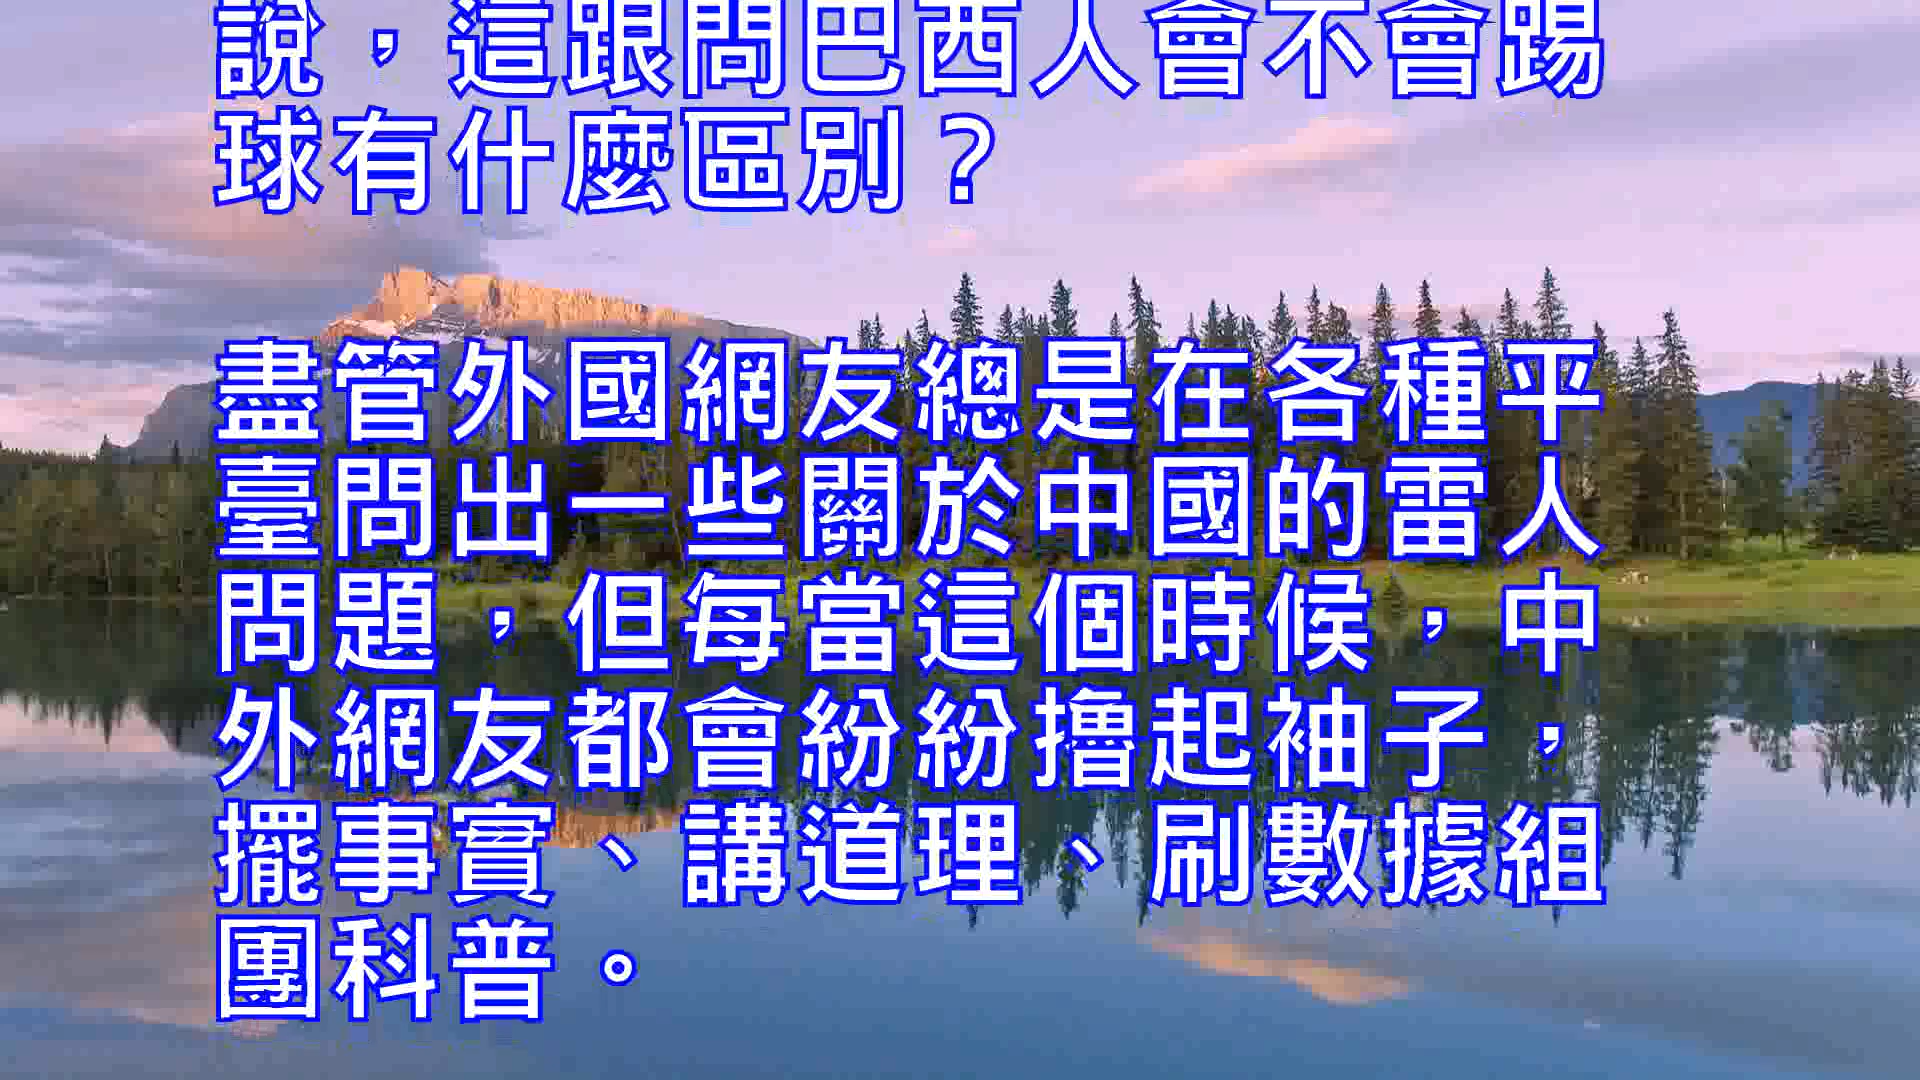 說，這跟問巴西人會不會踢
球有什麼區別？
盡管外國網友總是在各種平
臺問出一些關於中國的雷人
問題，但每當這個時候，中
外網友都會紛紛擼起袖子，
擺事實、講道理、刷數據組
團科普。